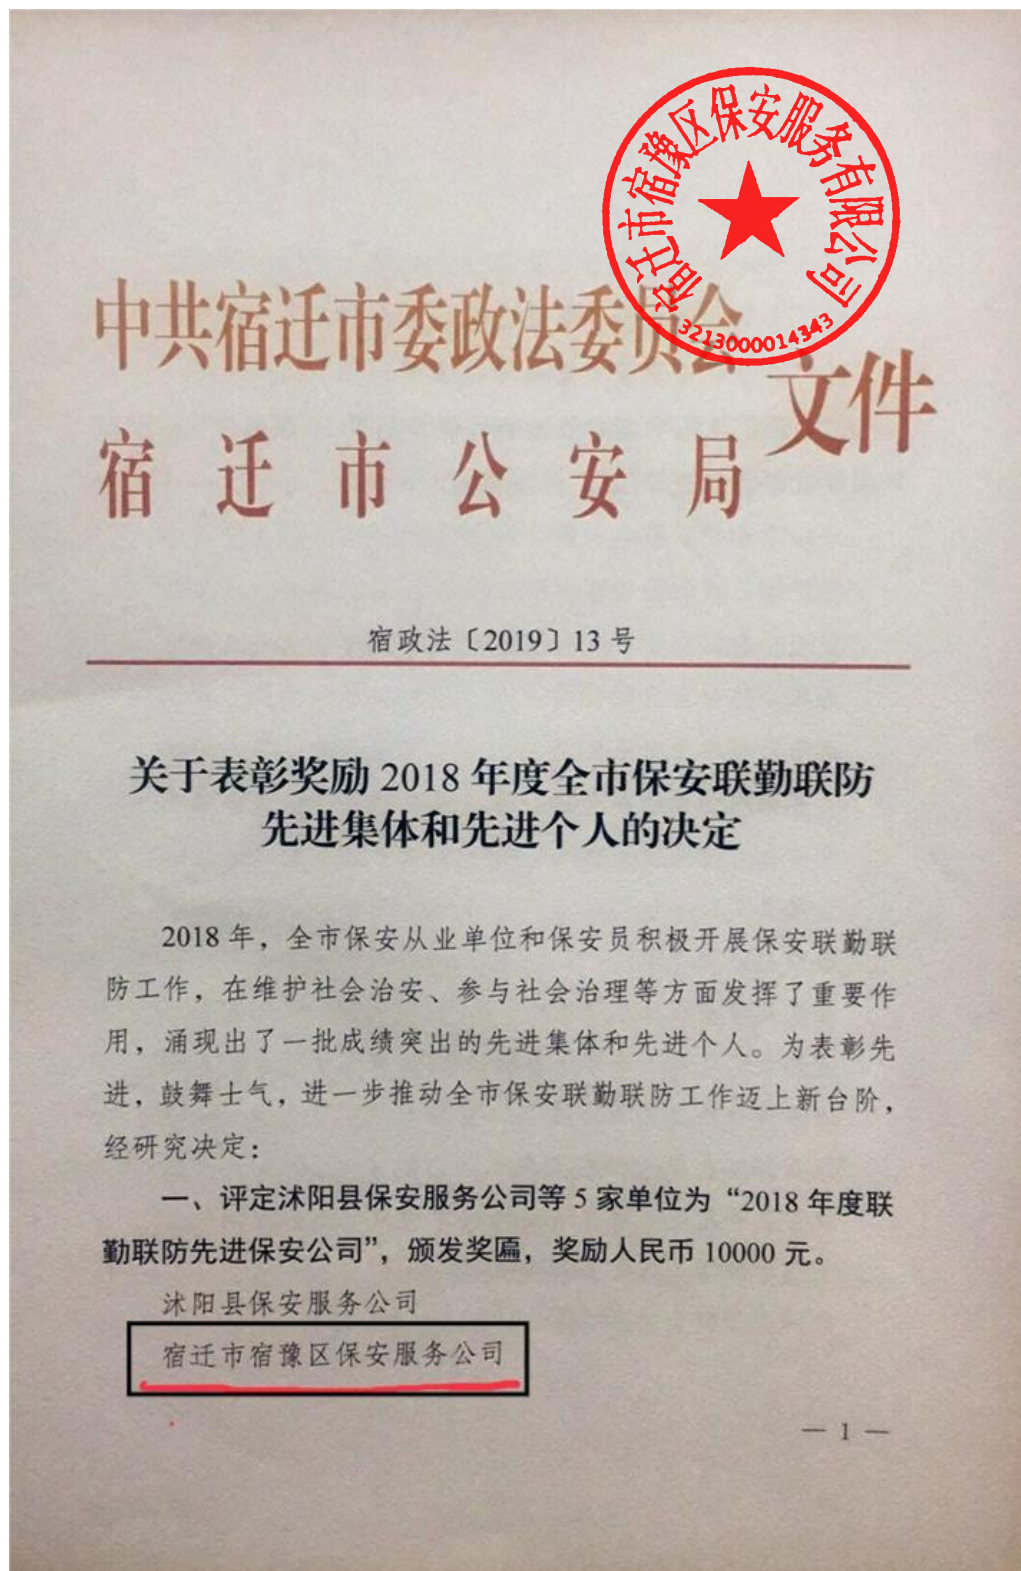 宿迁市宿豫区保安服务有限公司
3213000014343
中共宿迁市委政法委员会
宿迁市公安局
文件
宿政法〔2019〕13号
关于表彰奖励2018年度全市保安联勤联防
先进集体和先进个人的决定
2018年，全市保安从业单位和保安员积极开展保安联勤联
防工作，在维护社会治安、参与社会治理等方面发挥了重要作
用，涌现出了一批成绩突出的先进集体和先进个人。为表彰先
进，鼓舞士气，进一步推动全市保安联勤联防工作迈上新台阶，
经研究决定：
一、评定沭阳县保安服务公司等5家单位为“2018年度联
勤联防先进保安公司”，颁发奖匾，奖励人民币10000元。
沭阳县保安服务公司
宿迁市宿豫区保安服务公司
— 1 —